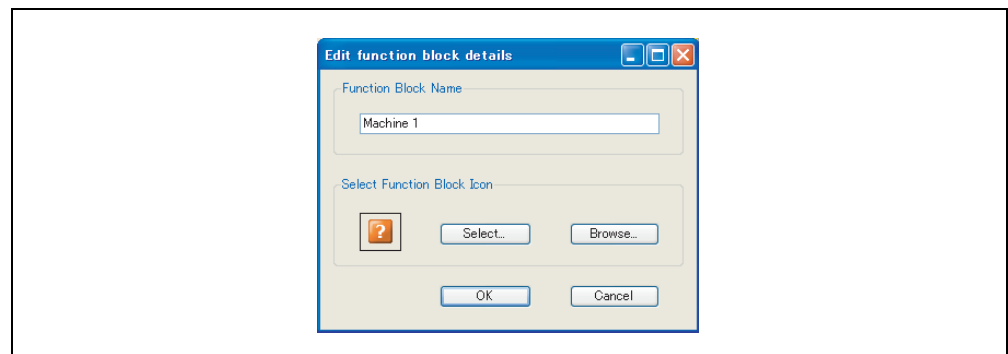 Edit function block details
Function Block Name
Machine 1
Select Function Block Icon
?
Select...
Browse...
OK
Cancel